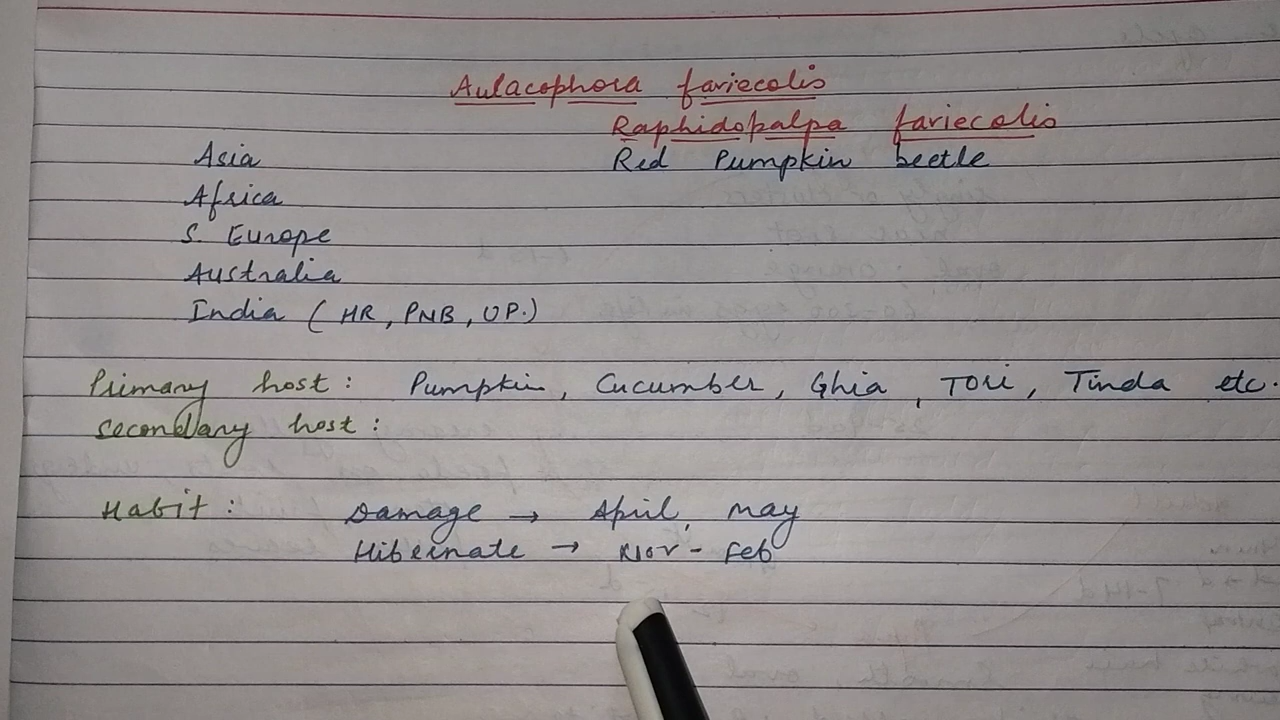 Aulacophora fariecolis
Raphidopalpa fariecolis
Asia Red Pumpkin beetle
Africa
S. Europe
Australia
India ( HR, PNB, UP.)
Primary host : Pumpkin, Cucumber, Ghia, Tori, Tinda etc.
secondary host :
Habit : Damage → April, May
Hibernate → Nov - Feb